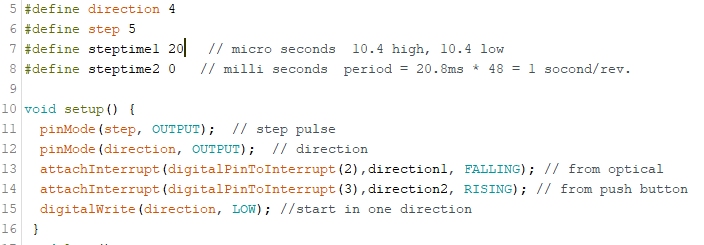 5 #define direction 4
6 #define step 5
7 #define steptime1 20   // micro seconds  10.4 high, 10.4 low
8 #define steptime2 0   // milli seconds  period = 20.8ms * 48 = 1 socond/rev.
9
10 void setup() {
11   pinMode(step, OUTPUT);  // step pulse
12   pinMode(direction, OUTPUT);  // direction
13   attachInterrupt(digitalPinToInterrupt(2),direction1, FALLING); // from optical
14   attachInterrupt(digitalPinToInterrupt(3),direction2, RISING); // from push button
15   digitalWrite(direction, LOW); //start in one direction
16  }